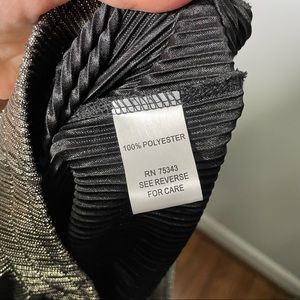 100% POLYESTER
RN 75343
SEE REVERSE
FOR CARE